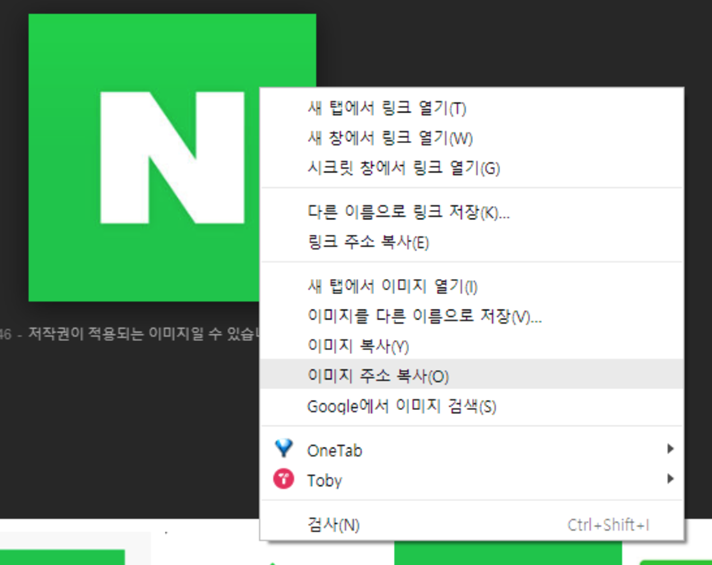 N
새 탭에서 링크 열기(T)
새 창에서 링크 열기(W)
시크릿 창에서 링크 열기(G)
다른 이름으로 링크 저장(K)...
링크 주소 복사(E)
새 탭에서 이미지 열기(I)
이미지를 다른 이름으로 저장(V)...
46 - 저작권이 적용되는 이미지일 수 있습
이미지 복사(Y)
이미지 주소 복사(O)
Google에서 이미지 검색(S)
OneTab
Toby
검사(N) Ctrl+Shift+I